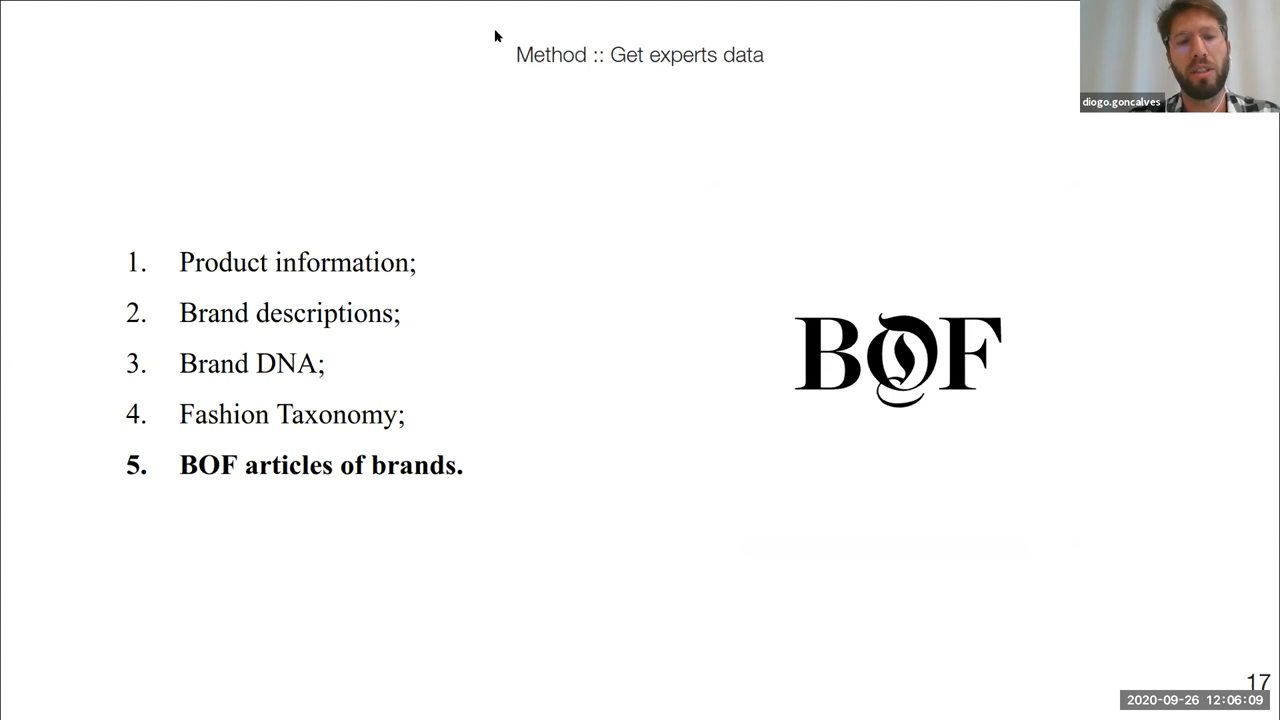 Method :: Get experts data
diogo.goncalves
1. Product information;
2. Brand descriptions;
3. Brand DNA;
4. Fashion Taxonomy;
5. BOF articles of brands.
BOF
17
2020-09-26 12:06:09